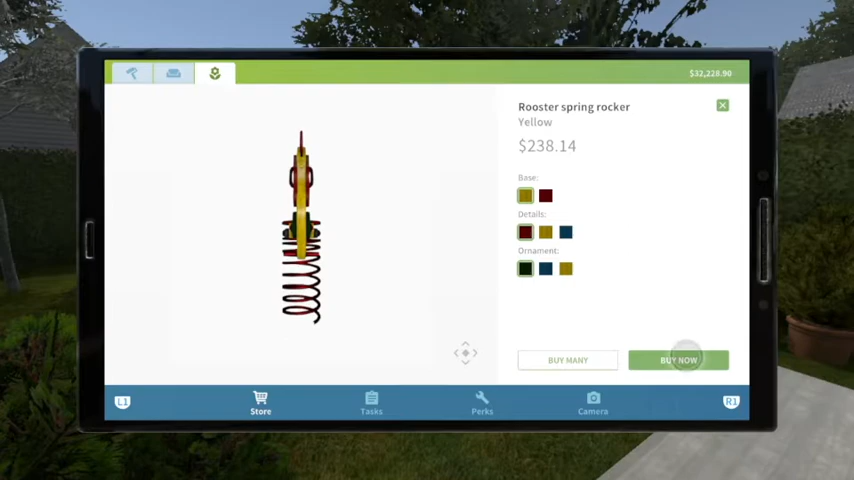 $32,228.90
Rooster spring rocker
Yellow
$238.14
Base:
Details:
Ornament:
BUY MANY
BUY NOW
L1
Store
Tasks
Perks
Camera
R1